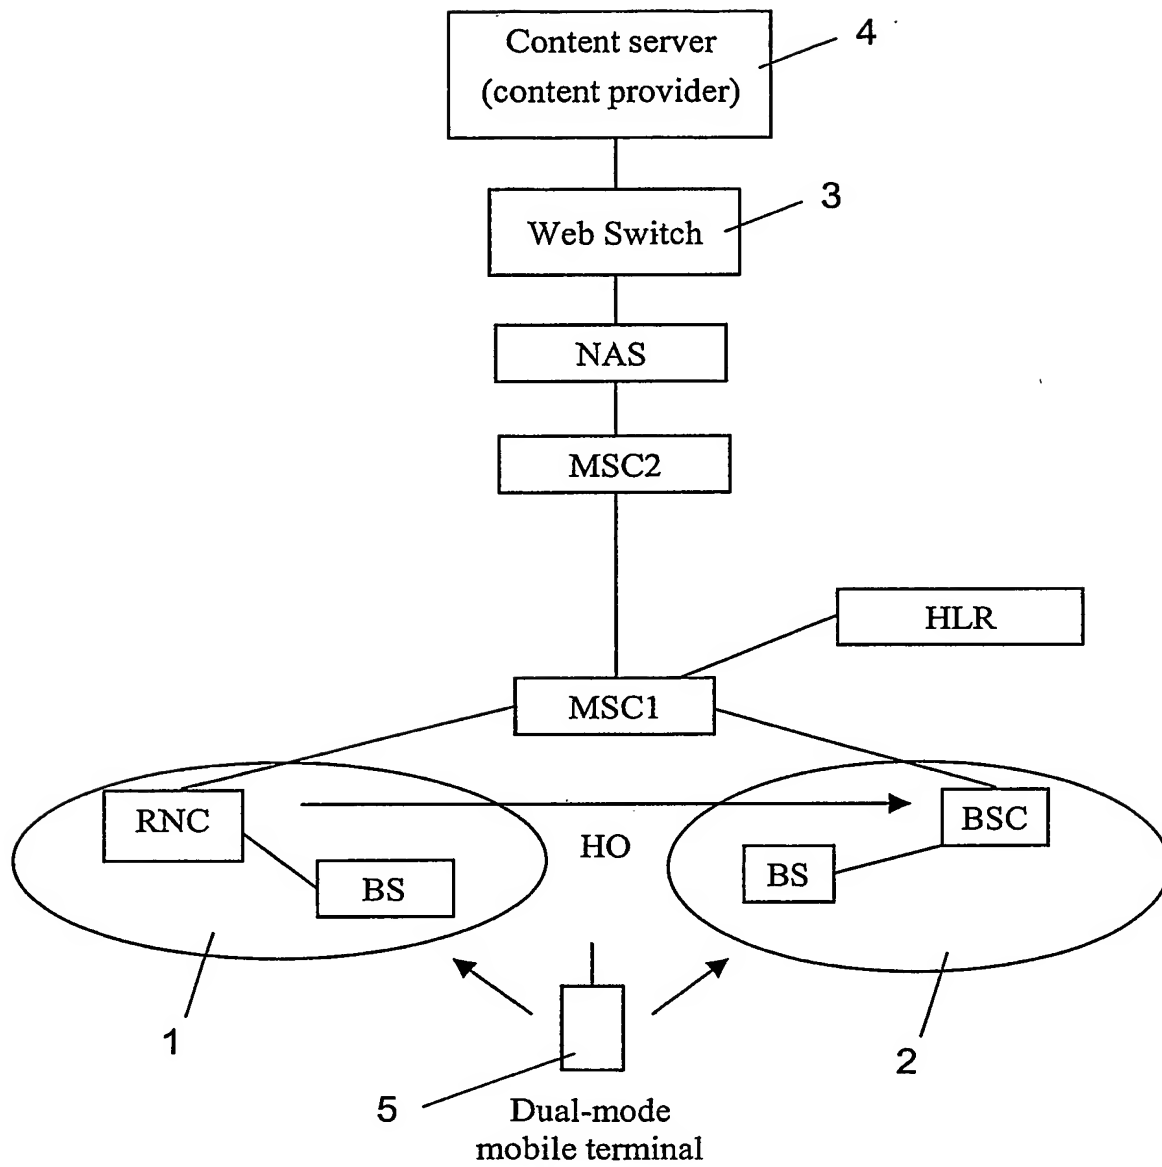 Content server
(content provider)
4
Web Switch
3
NAS
MSC2
HLR
MSC1
RNC
BS
HO
BSC
BS
1
2
5
Dual-mode
mobile terminal